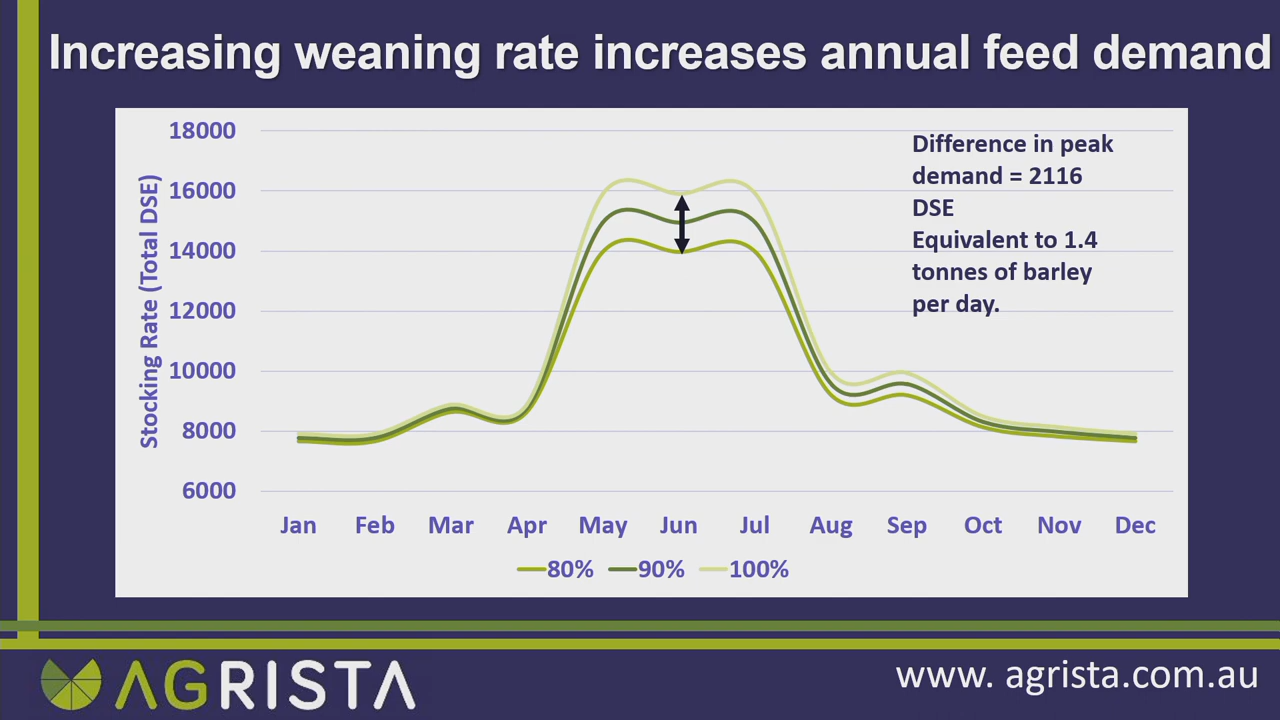 Increasing weaning rate increases annual feed demand
18000
16000
14000
12000
10000
8000
6000
Stocking Rate (Total DSE)
Difference in peak
demand = 2116
DSE
Equivalent to 1.4
tonnes of barley
per day.
Jan Feb Mar Apr May Jun Jul Aug Sep Oct Nov Dec
80% 90% 100%
AGRISTA
www. agrista.com.au